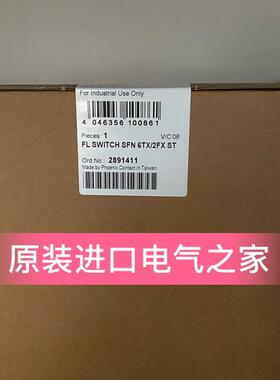 For Industrial Use Only
4 046356 100861
Pieces: 1 V/C:08
FL SWITCH SFN 6TX/2FX ST
Ord.No.: 2891411
Made by Phoenix Contact in Taiwan
原装进口电气之家